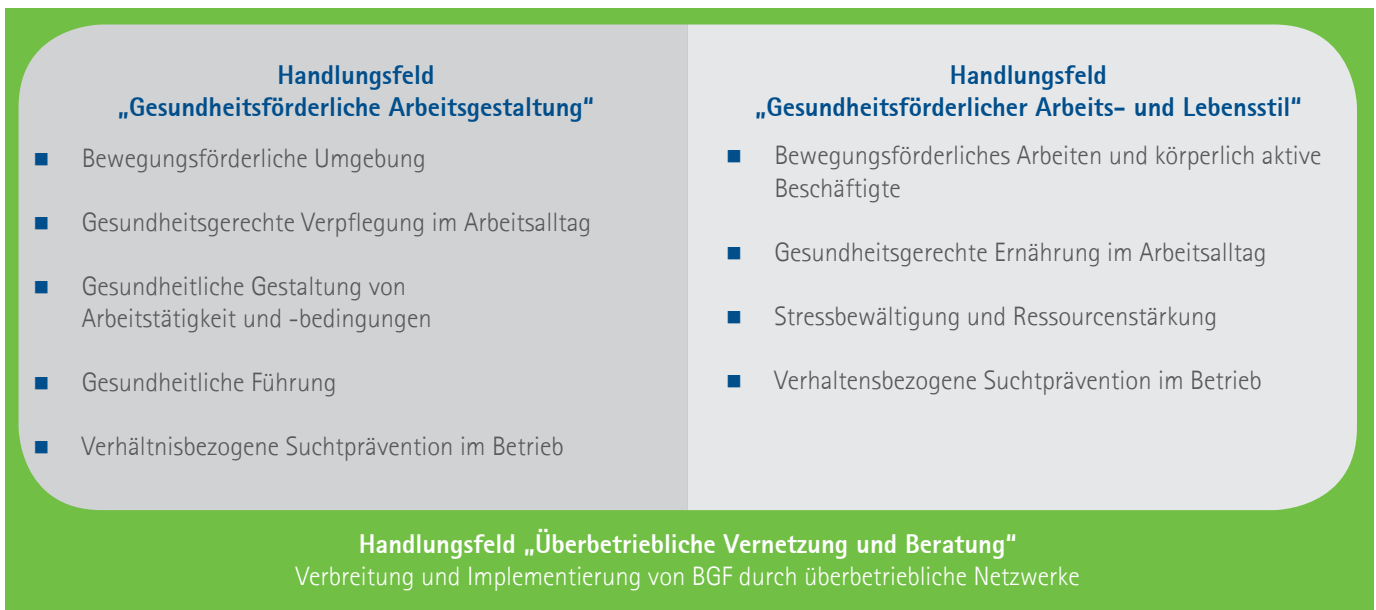 Handlungsfeld
„Gesundheitsförderliche Arbeitsgestaltung“
Bewegungsförderliche Umgebung
Gesundheitsgerechte Verpflegung im Arbeitsalltag
Gesundheitliche Gestaltung von
Arbeitstätigkeit und -bedingungen
Gesundheitliche Führung
Verhältnisbezogene Suchtprävention im Betrieb
Handlungsfeld
„Gesundheitsförderlicher Arbeits- und Lebensstil“
Bewegungsförderliches Arbeiten und körperlich aktive
Beschäftigte
Gesundheitsgerechte Ernährung im Arbeitsalltag
Stressbewältigung und Ressourcenstärkung
Verhaltensbezogene Suchtprävention im Betrieb
Handlungsfeld „Überbetriebliche Vernetzung und Beratung“
Verbreitung und Implementierung von BGF durch überbetriebliche Netzwerke